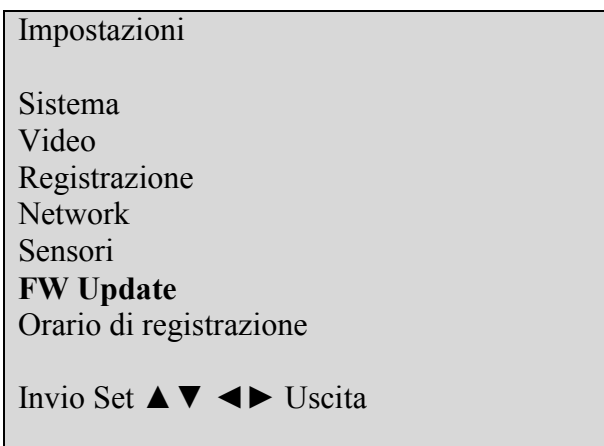 Impostazioni
Sistema
Video
Registrazione
Network
Sensori
FW Update
Orario di registrazione
Invio Set ▲▼ ◄► Uscita